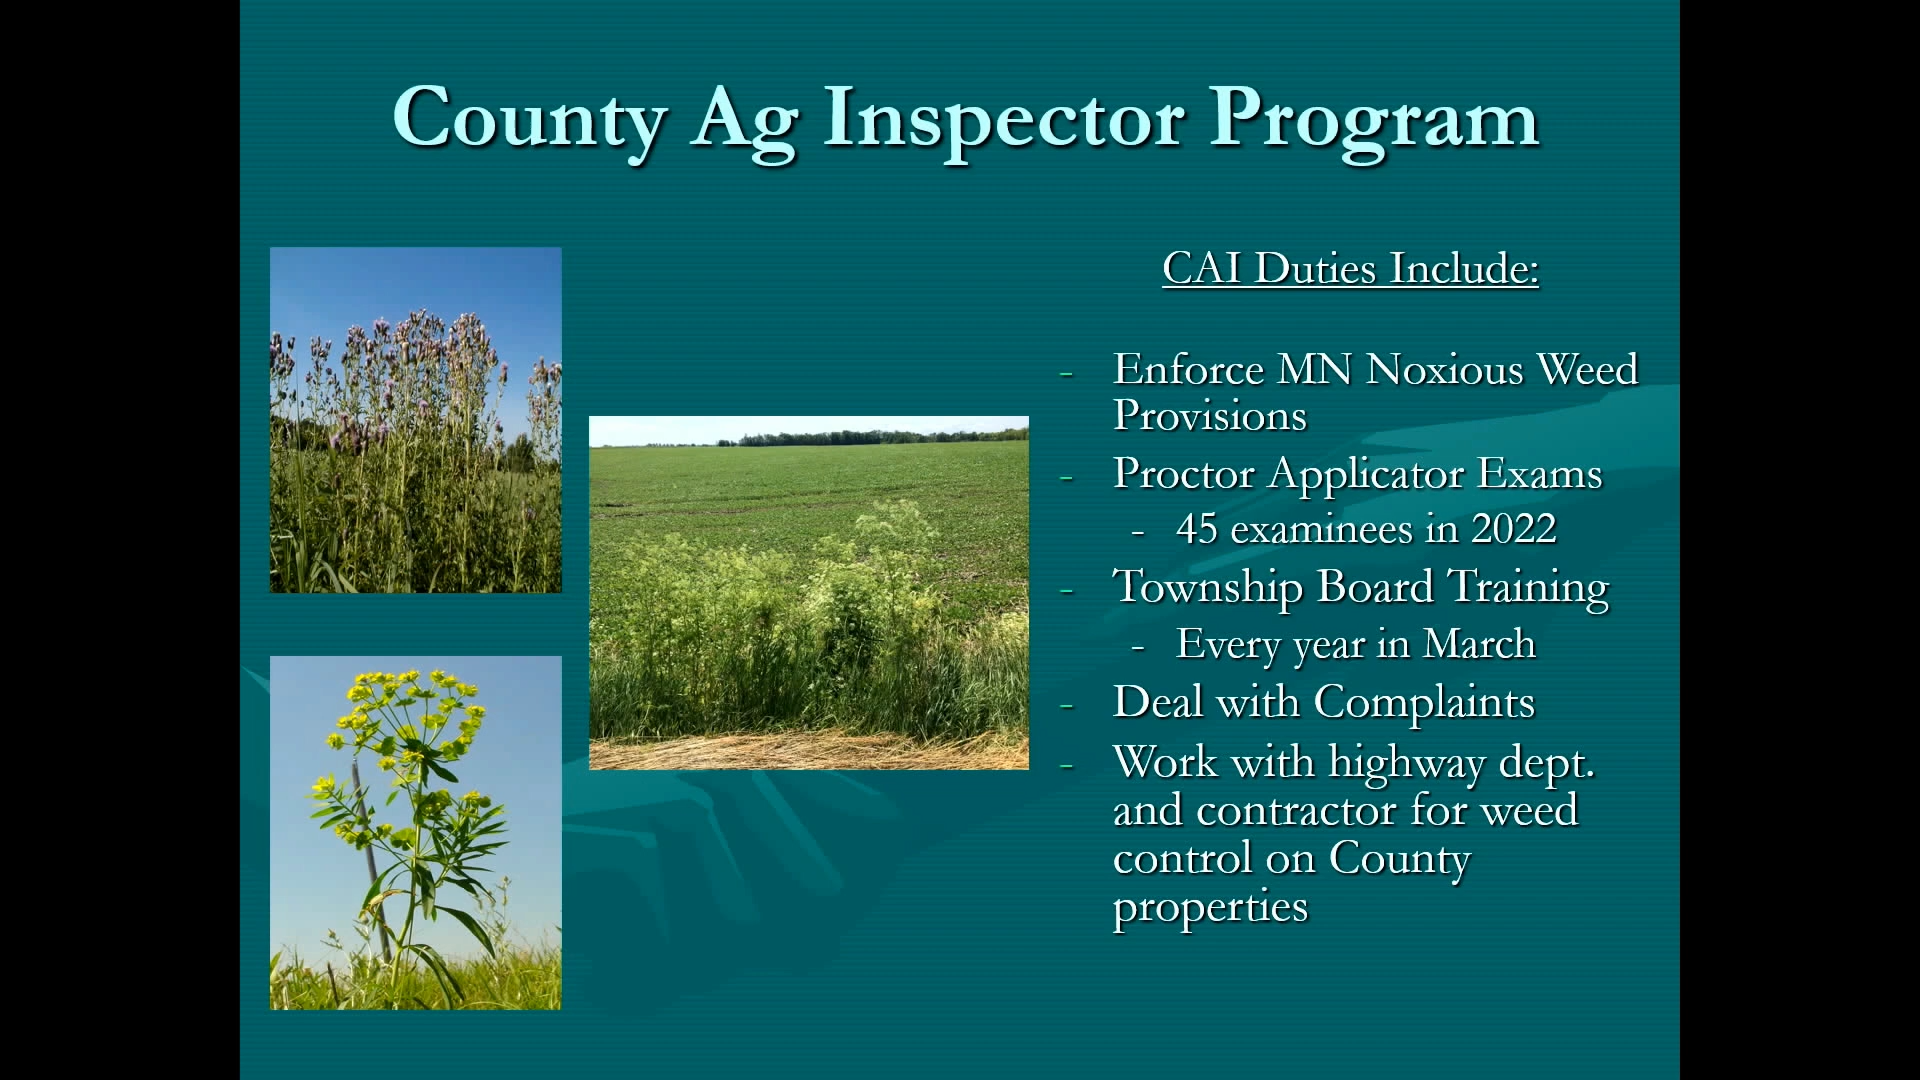 County Ag Inspector Program
CAI Duties Include:
- Enforce MN Noxious Weed
Provisions
- Proctor Applicator Exams
- 45 examinees in 2022
- Township Board Training
- Every year in March
- Deal with Complaints
- Work with highway dept.
and contractor for weed
control on County
properties